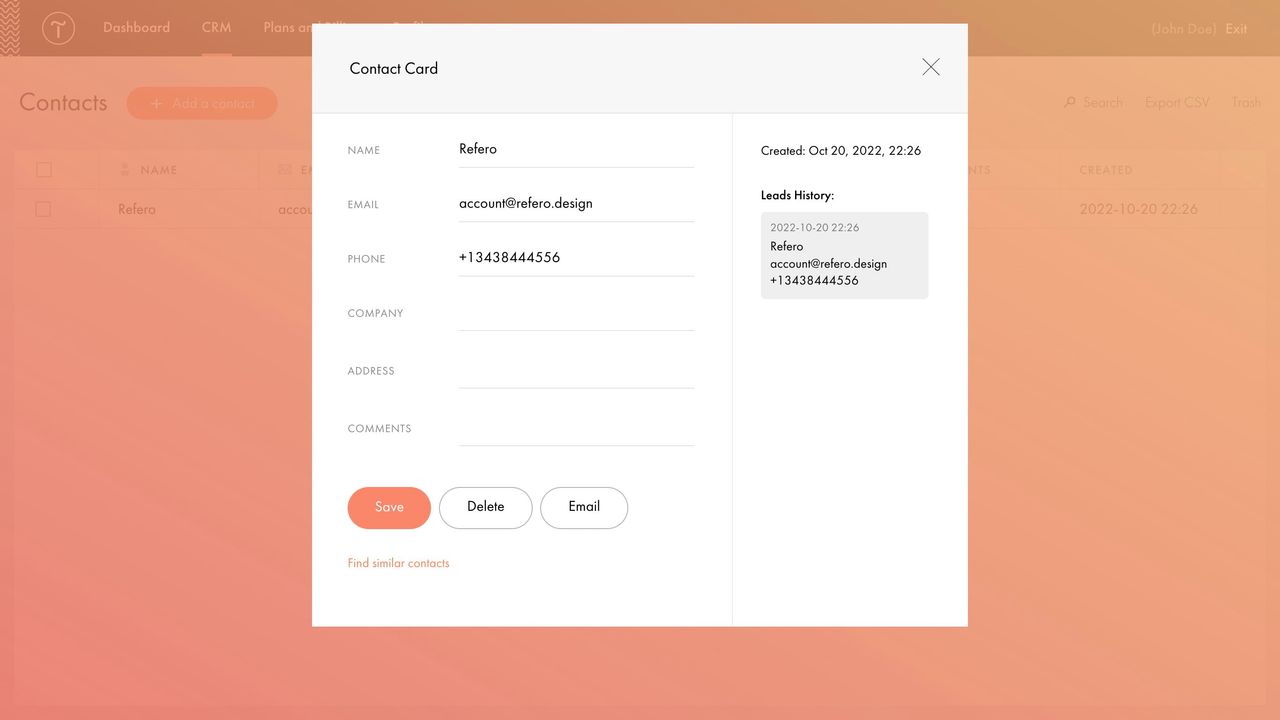 Dashboard CRM Plans an (John Doe) Exit
Contact Card
Contacts + Add a contact Search Export CSV Trash
NAME
CREATED
Refero
2022-10-20 22:26
NAME Refero
EMAIL account@refero.design
PHONE +13438444556
COMPANY
ADDRESS
COMMENTS
Save Delete Email
Find similar contacts
Created: Oct 20, 2022, 22:26
Leads History:
2022-10-20 22:26
Refero
account@refero.design
+13438444556